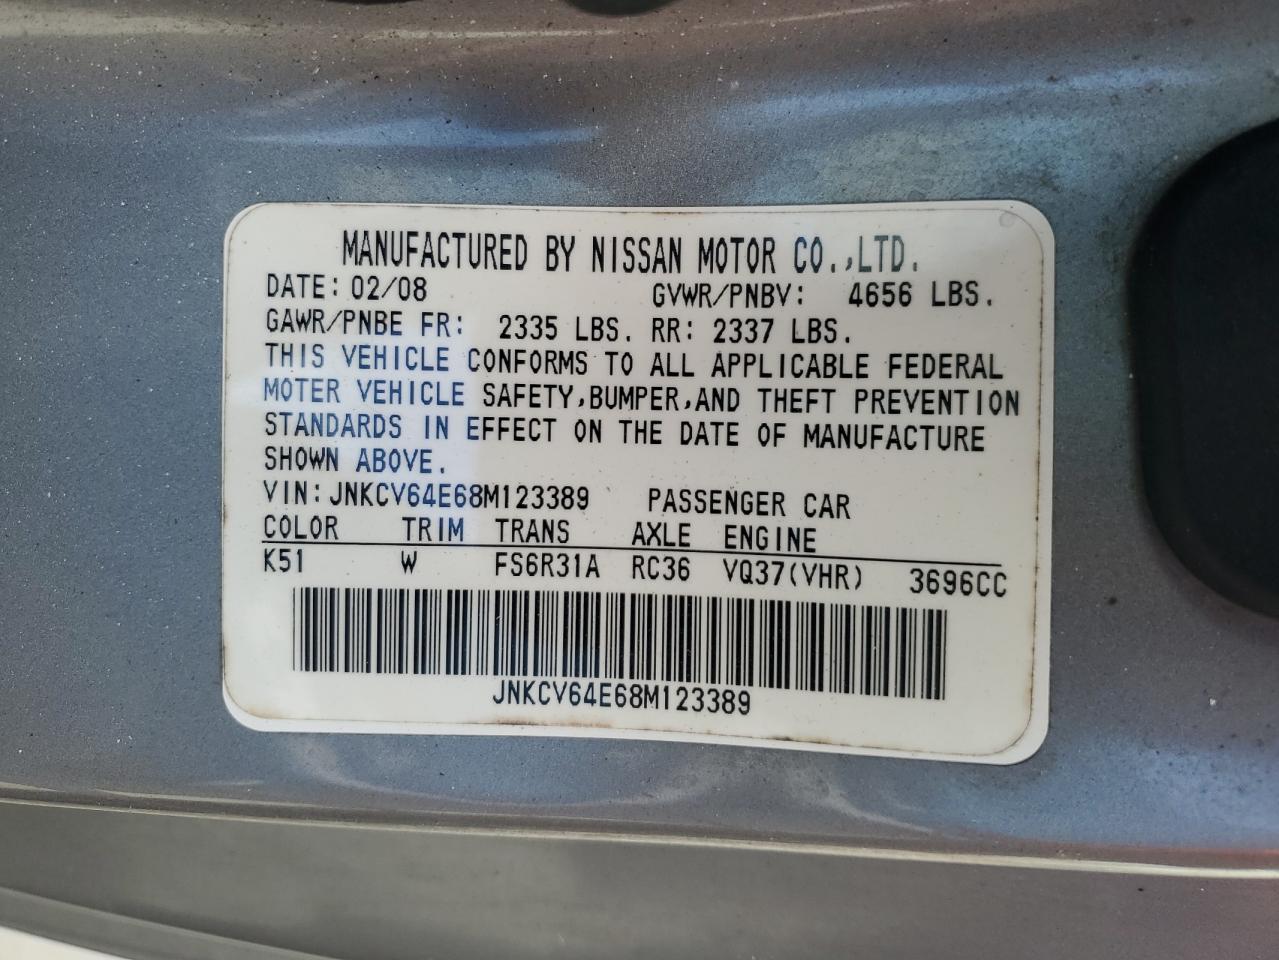 MANUFACTURED BY NISSAN MOTOR CO.,LTD.
DATE: 02/08 GVWR/PNBV: 4656 LBS.
GAWR/PNBE FR: 2335 LBS. RR: 2337 LBS.
THIS VEHICLE CONFORMS TO ALL APPLICABLE FEDERAL
MOTER VEHICLE SAFETY,BUMPER,AND THEFT PREVENTION
STANDARDS IN EFFECT ON THE DATE OF MANUFACTURE
SHOWN ABOVE.
VIN: JNKCV64E68M123389 PASSENGER CAR
COLOR TRIM TRANS AXLE ENGINE
K51 W FS6R31A RC36 VQ37(VHR) 3696CC
JNKCV64E68M123389